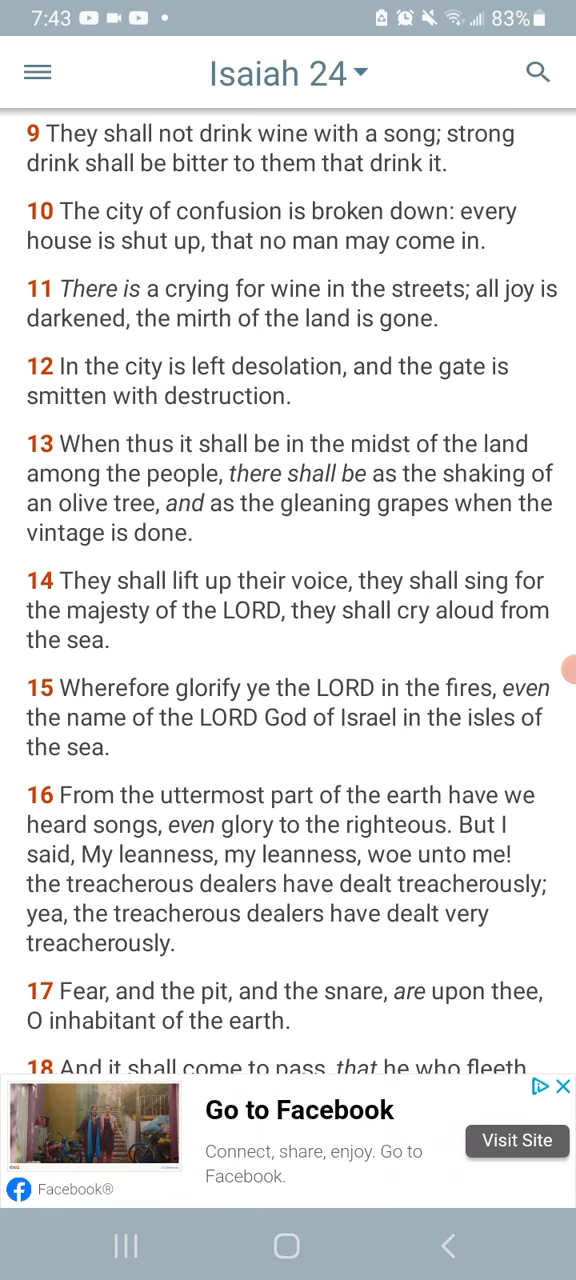 7:43
83%
Isaiah 24
9 They shall not drink wine with a song; strong
drink shall be bitter to them that drink it.
10 The city of confusion is broken down: every
house is shut up, that no man may come in.
11 There is a crying for wine in the streets; all joy is
darkened, the mirth of the land is gone.
12 In the city is left desolation, and the gate is
smitten with destruction.
13 When thus it shall be in the midst of the land
among the people, there shall be as the shaking of
an olive tree, and as the gleaning grapes when the
vintage is done.
14 They shall lift up their voice, they shall sing for
the majesty of the LORD, they shall cry aloud from
the sea.
15 Wherefore glorify ye the LORD in the fires, even
the name of the LORD God of Israel in the isles of
the sea.
16 From the uttermost part of the earth have we
heard songs, even glory to the righteous. But I
said, My leanness, my leanness, woe unto me!
the treacherous dealers have dealt treacherously;
yea, the treacherous dealers have dealt very
treacherously.
17 Fear, and the pit, and the snare, are upon thee,
O inhabitant of the earth.
18 And it shall come to pass, that he who fleeth
Go to Facebook
Connect, share, enjoy. Go to
Facebook.
Visit Site
Facebook®